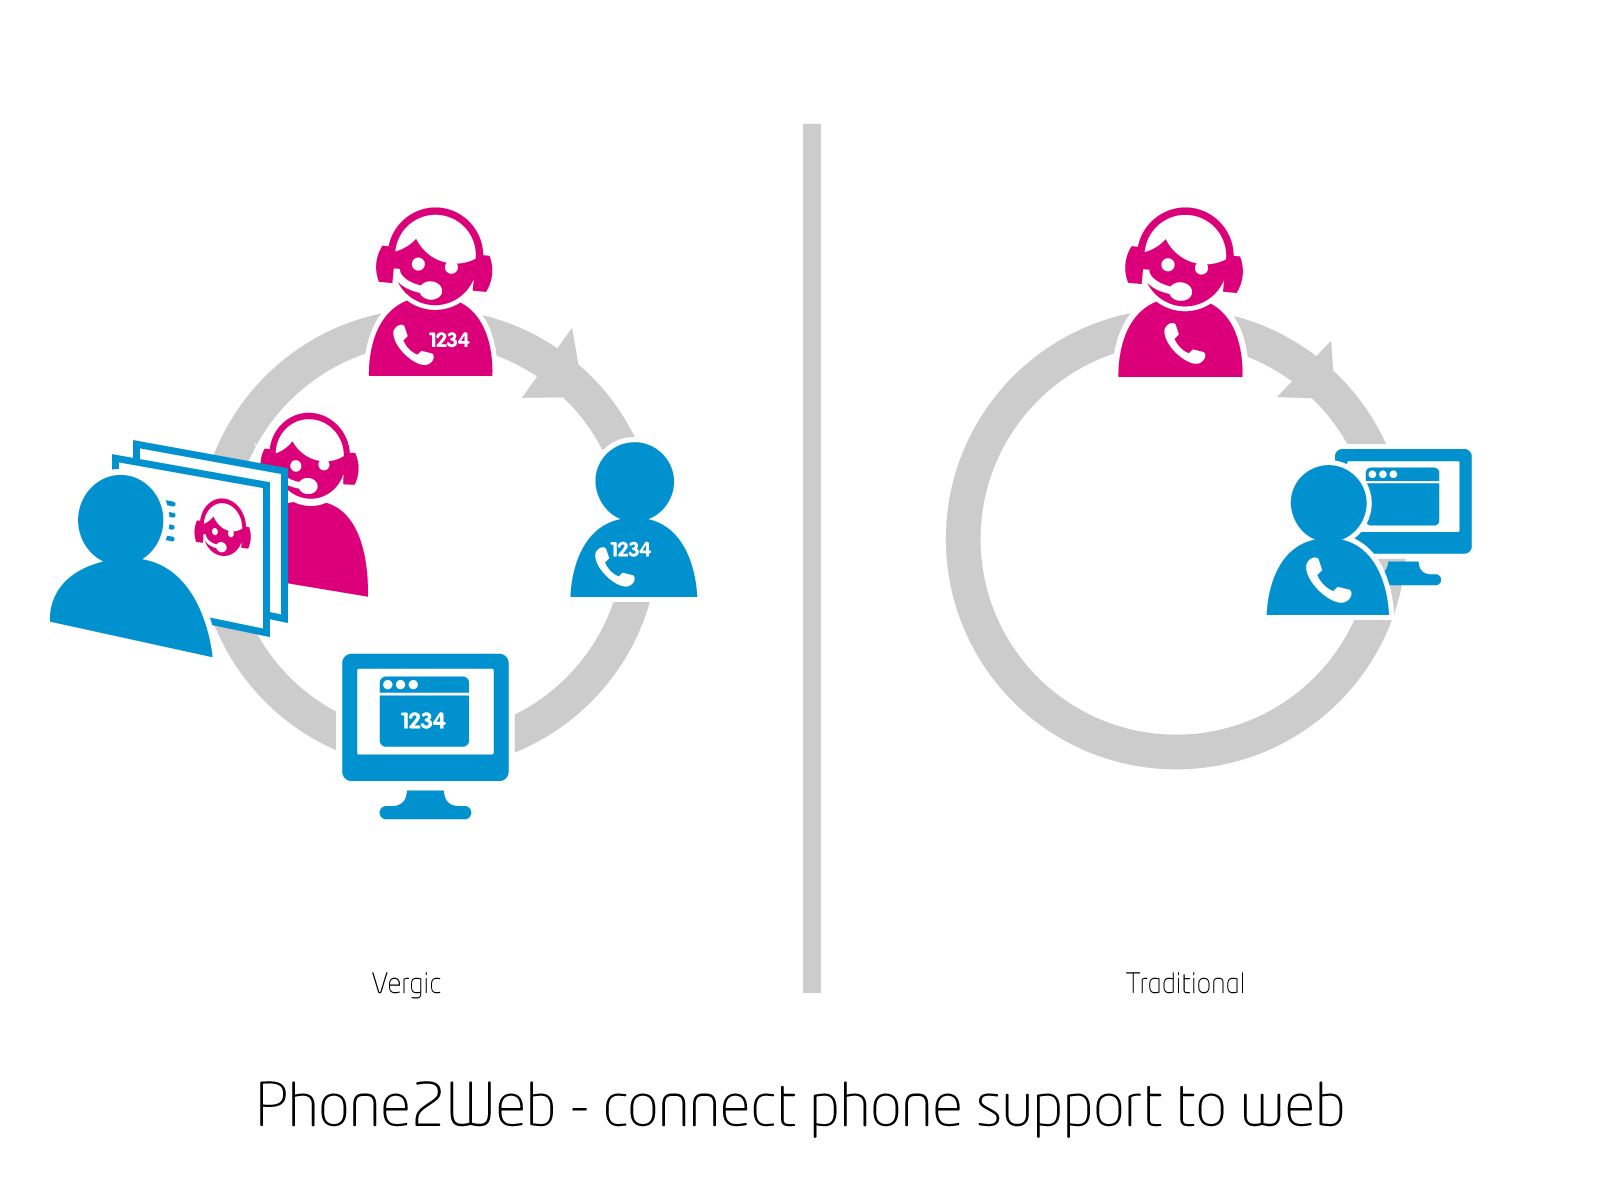 1234
1234
1234
Vergic
Traditional
Phone2Web - connect phone support to web